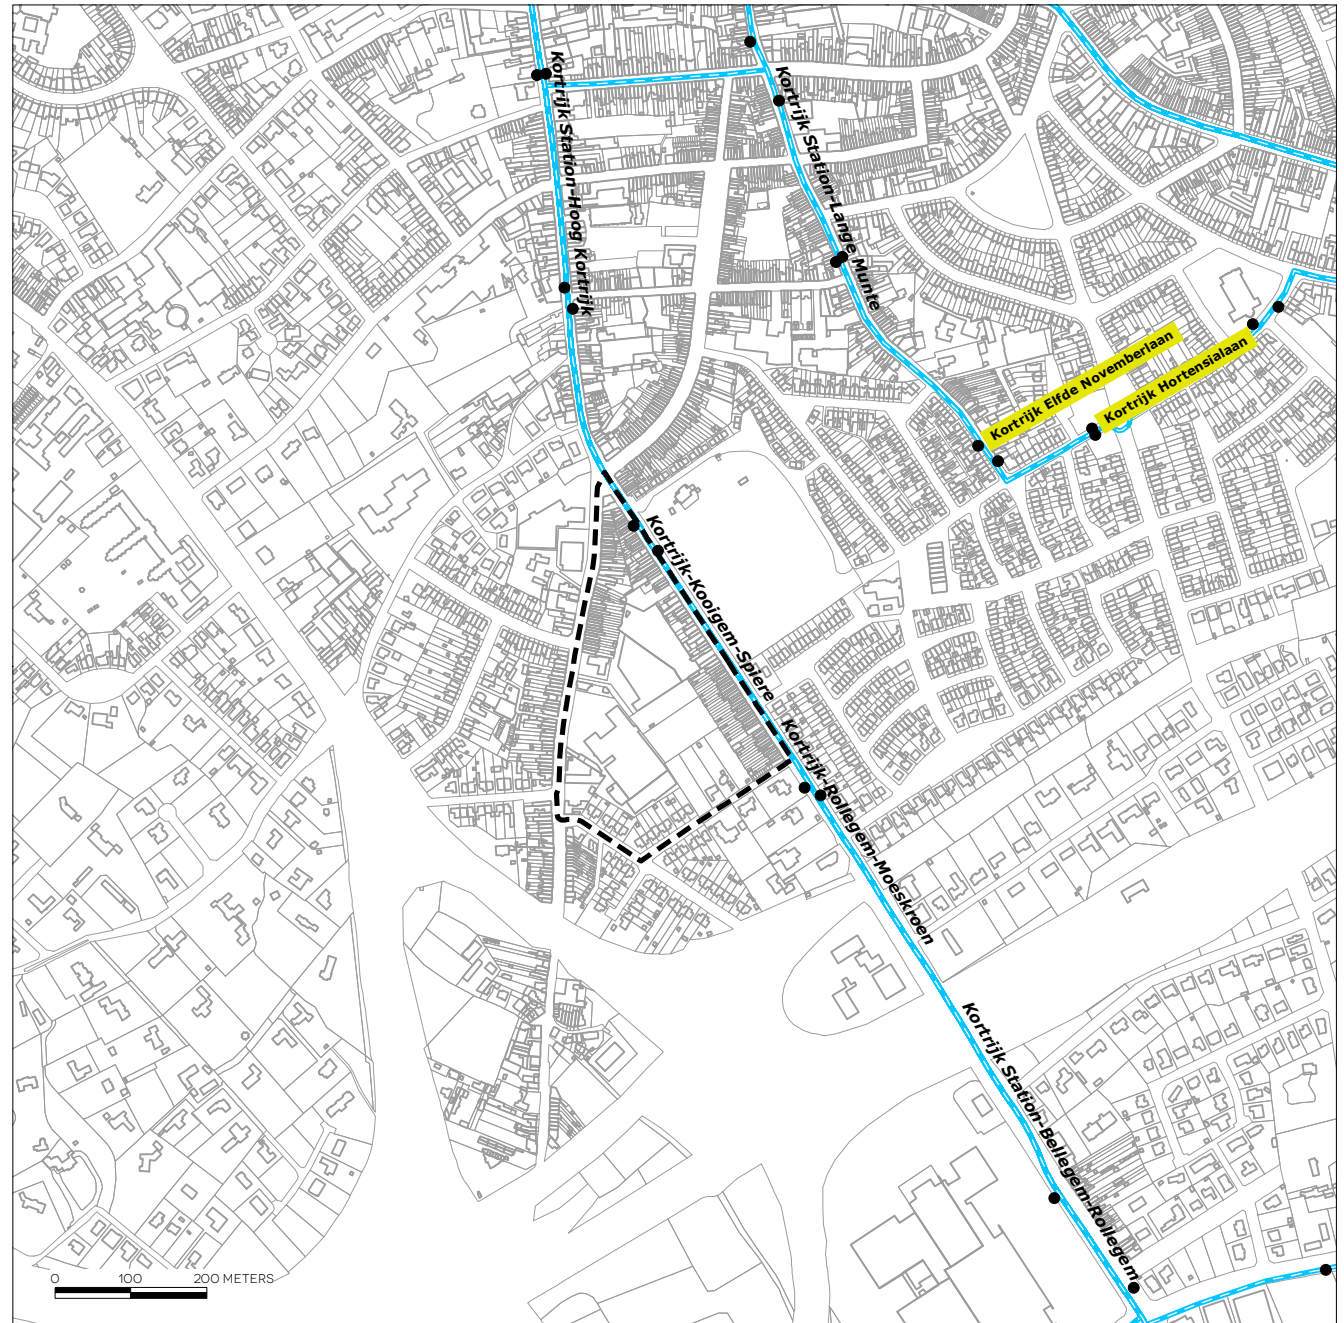 Kortrijk Station-Hoog Kortrijk
Kortrijk Station-Lange Munte
Kortrijk Elfde Novemberlaan
Kortrijk Hortensialaan
Kortrijk-Kooigem-Spiere
Kortrijk-Rollegem-Moeskroen
Kortrijk Station-Bellegem-Rollegem
0 100 200 METERS